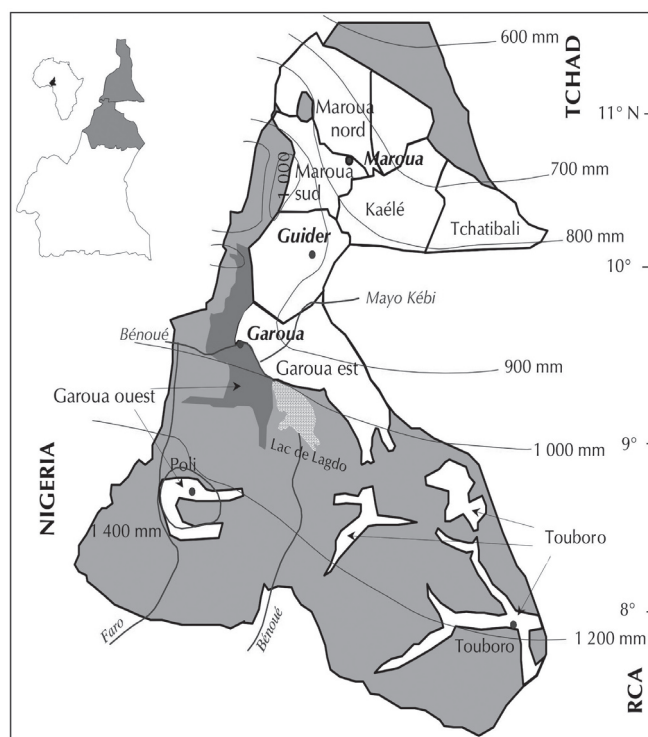 600 mm
TCHAD
11° N
Maroua
nord
Maroua
700 mm
1 000
Maroua
sud
Kaélé
Tchatibali
Guider
800 mm
10°
Mayo Kébi
Bénoué
Garoua
Garoua est
900 mm
Garoua ouest
1 000 mm
9°
Lac de Lagdo
NIGERIA
Poli
1 400 mm
Touboro
8°
Faro
Bénoué
Touboro
1 200 mm
RCA